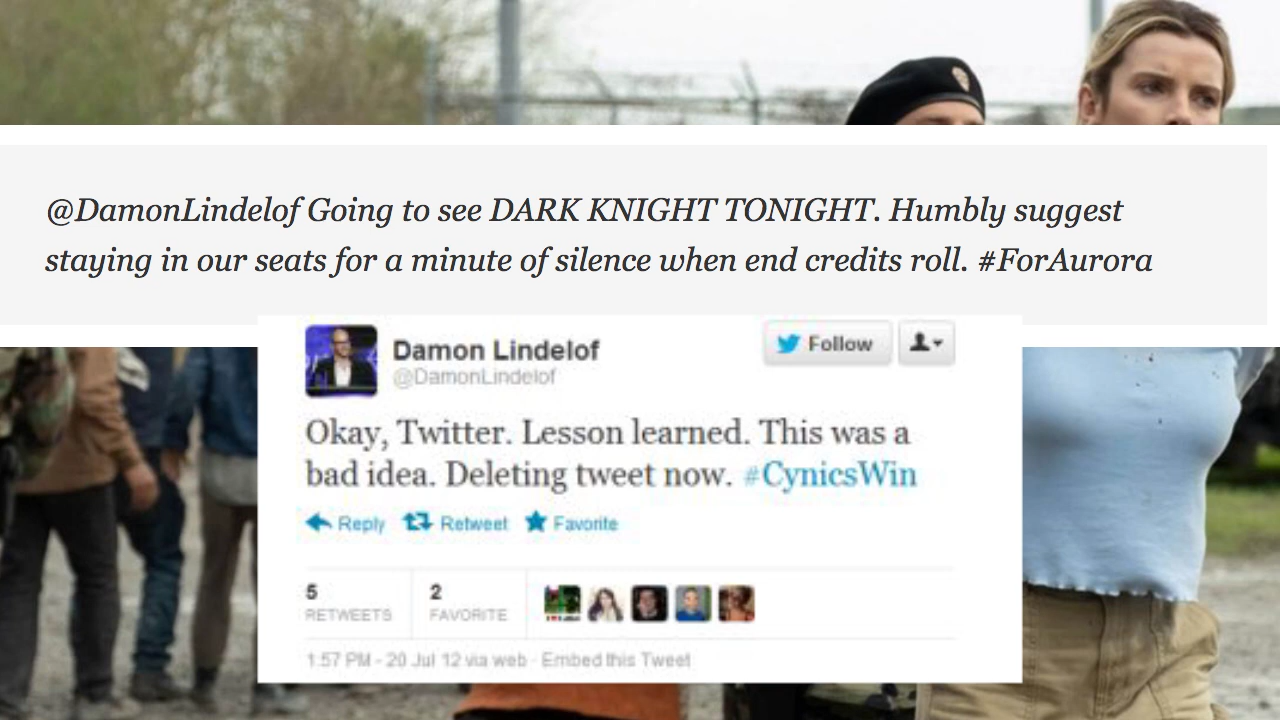 @DamonLindelof Going to see DARK KNIGHT TONIGHT. Humbly suggest
staying in our seats for a minute of silence when end credits roll. #ForAurora
Damon Lindelof
@DamonLindelof
Follow
Okay, Twitter. Lesson learned. This was a
bad idea. Deleting tweet now. #CynicsWin
Reply Retweet Favorite
5 2
RETWEETS FAVORITE
1:57 PM - 20 Jul 12 via web · Embed this Tweet